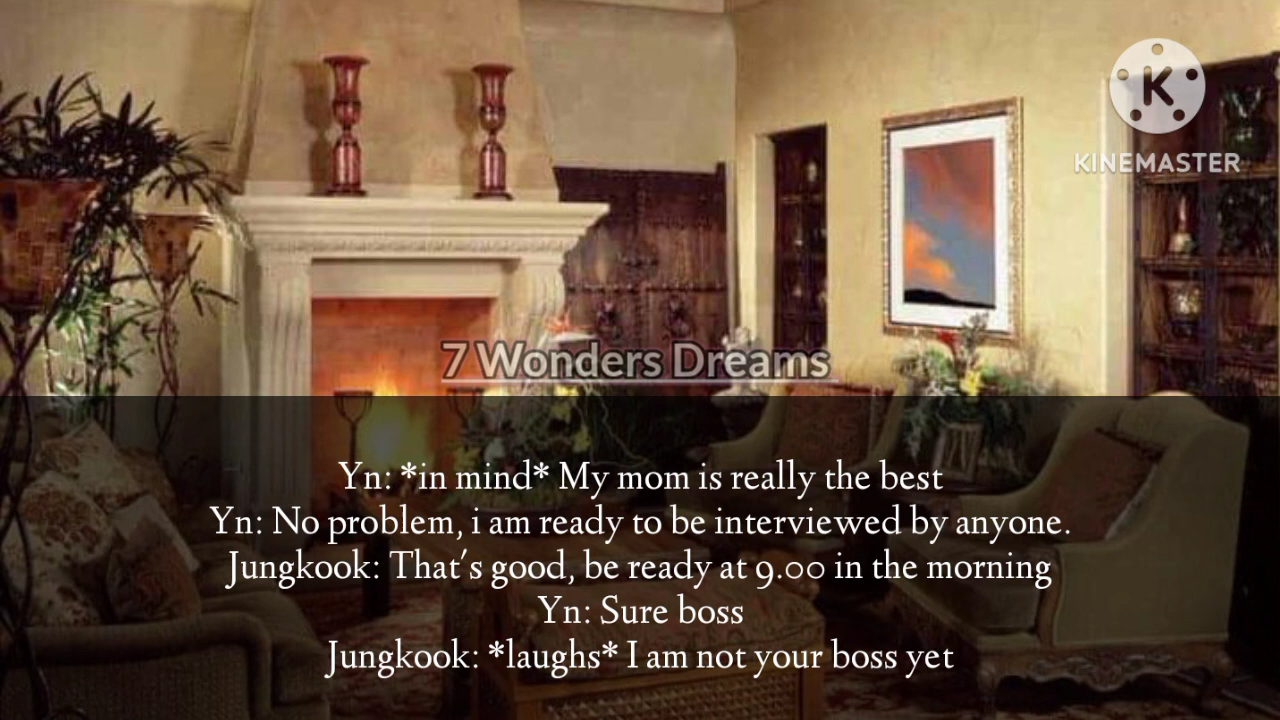 KINEMASTER
7 Wonders Dreams
Yn: *in mind* My mom is really the best
Yn: No problem, i am ready to be interviewed by anyone.
Jungkook: That's good, be ready at 9.00 in the morning
Yn: Sure boss
Jungkook: *laughs* I am not your boss yet